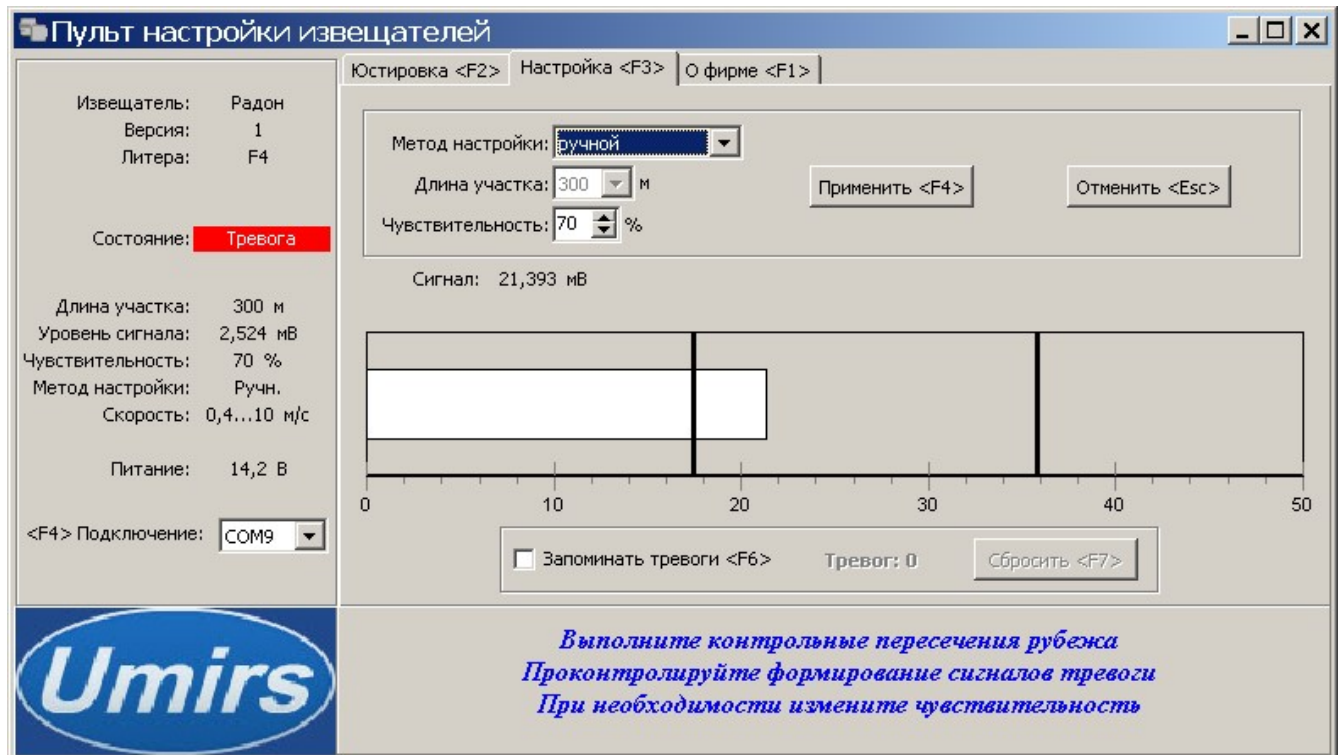 Пульт настройки извещателей
Извещатель: Радон
Версия: 1
Литера: F4
Состояние: Тревога
Длина участка: 300 м
Уровень сигнала: 2,524 мВ
Чувствительность: 70 %
Метод настройки: Ручн.
Скорость: 0,4...10 м/с
Питание: 14,2 В
<F4> Подключение: COM9
Юстировка <F2> Настройка <F3> О фирме <F1>
Метод настройки: ручной
Длина участка: 300 м
Чувствительность: 70 %
Применить <F4> Отменить <Esc>
Сигнал: 21,393 мВ
0 10 20 30 40 50
Запоминать тревоги <F6> Тревог: 0 Сбросить <F7>
Umirs
Выполните контрольные пересечения рубежа
Проконтролируйте формирование сигналов тревоги
При необходимости измените чувствительность